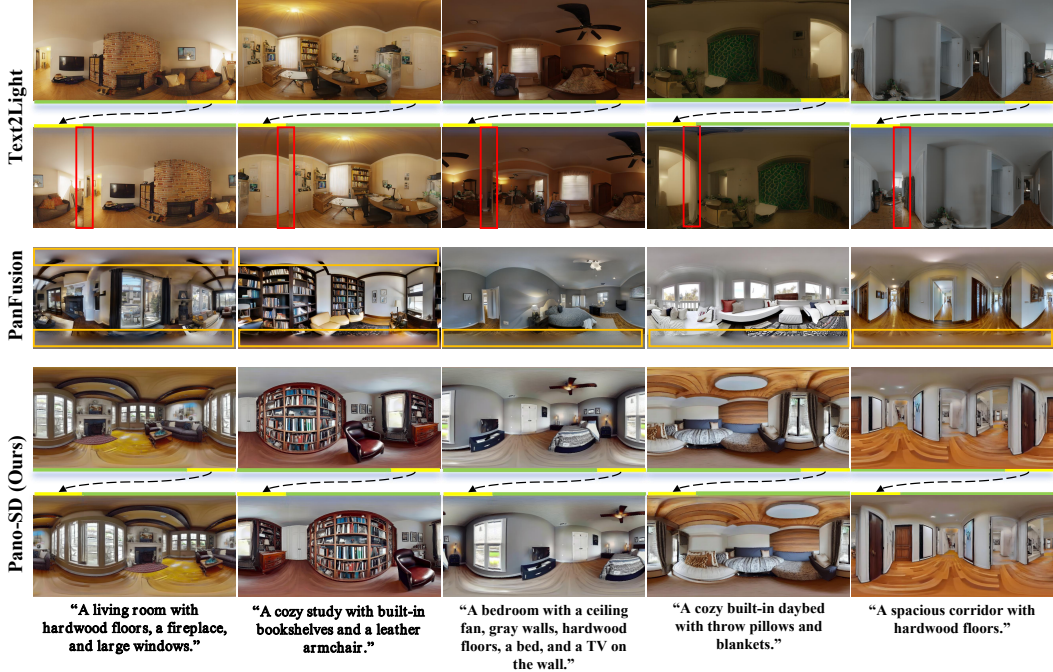 Text2Light
PanFusion
Pano-SD (Ours)
“A living room with
hardwood floors, a fireplace,
and large windows.”
“A cozy study with built-in
bookshelves and a leather
armchair.”
“A bedroom with a ceiling
fan, gray walls, hardwood
floors, a bed, and a TV on
the wall.”
“A cozy built-in daybed
with throw pillows and
blankets.”
“A spacious corridor with
hardwood floors.”